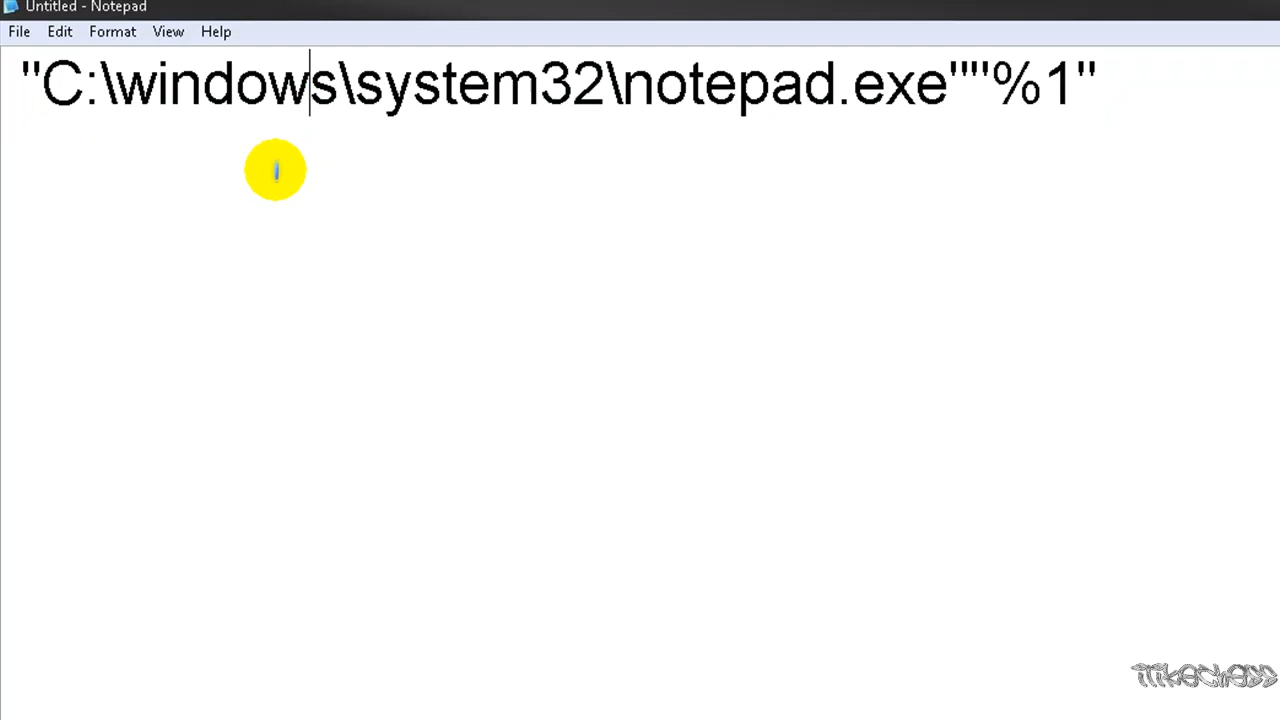 Untitled - Notepad
File Edit Format View Help
"C:\windows\system32\notepad.exe"""%1"